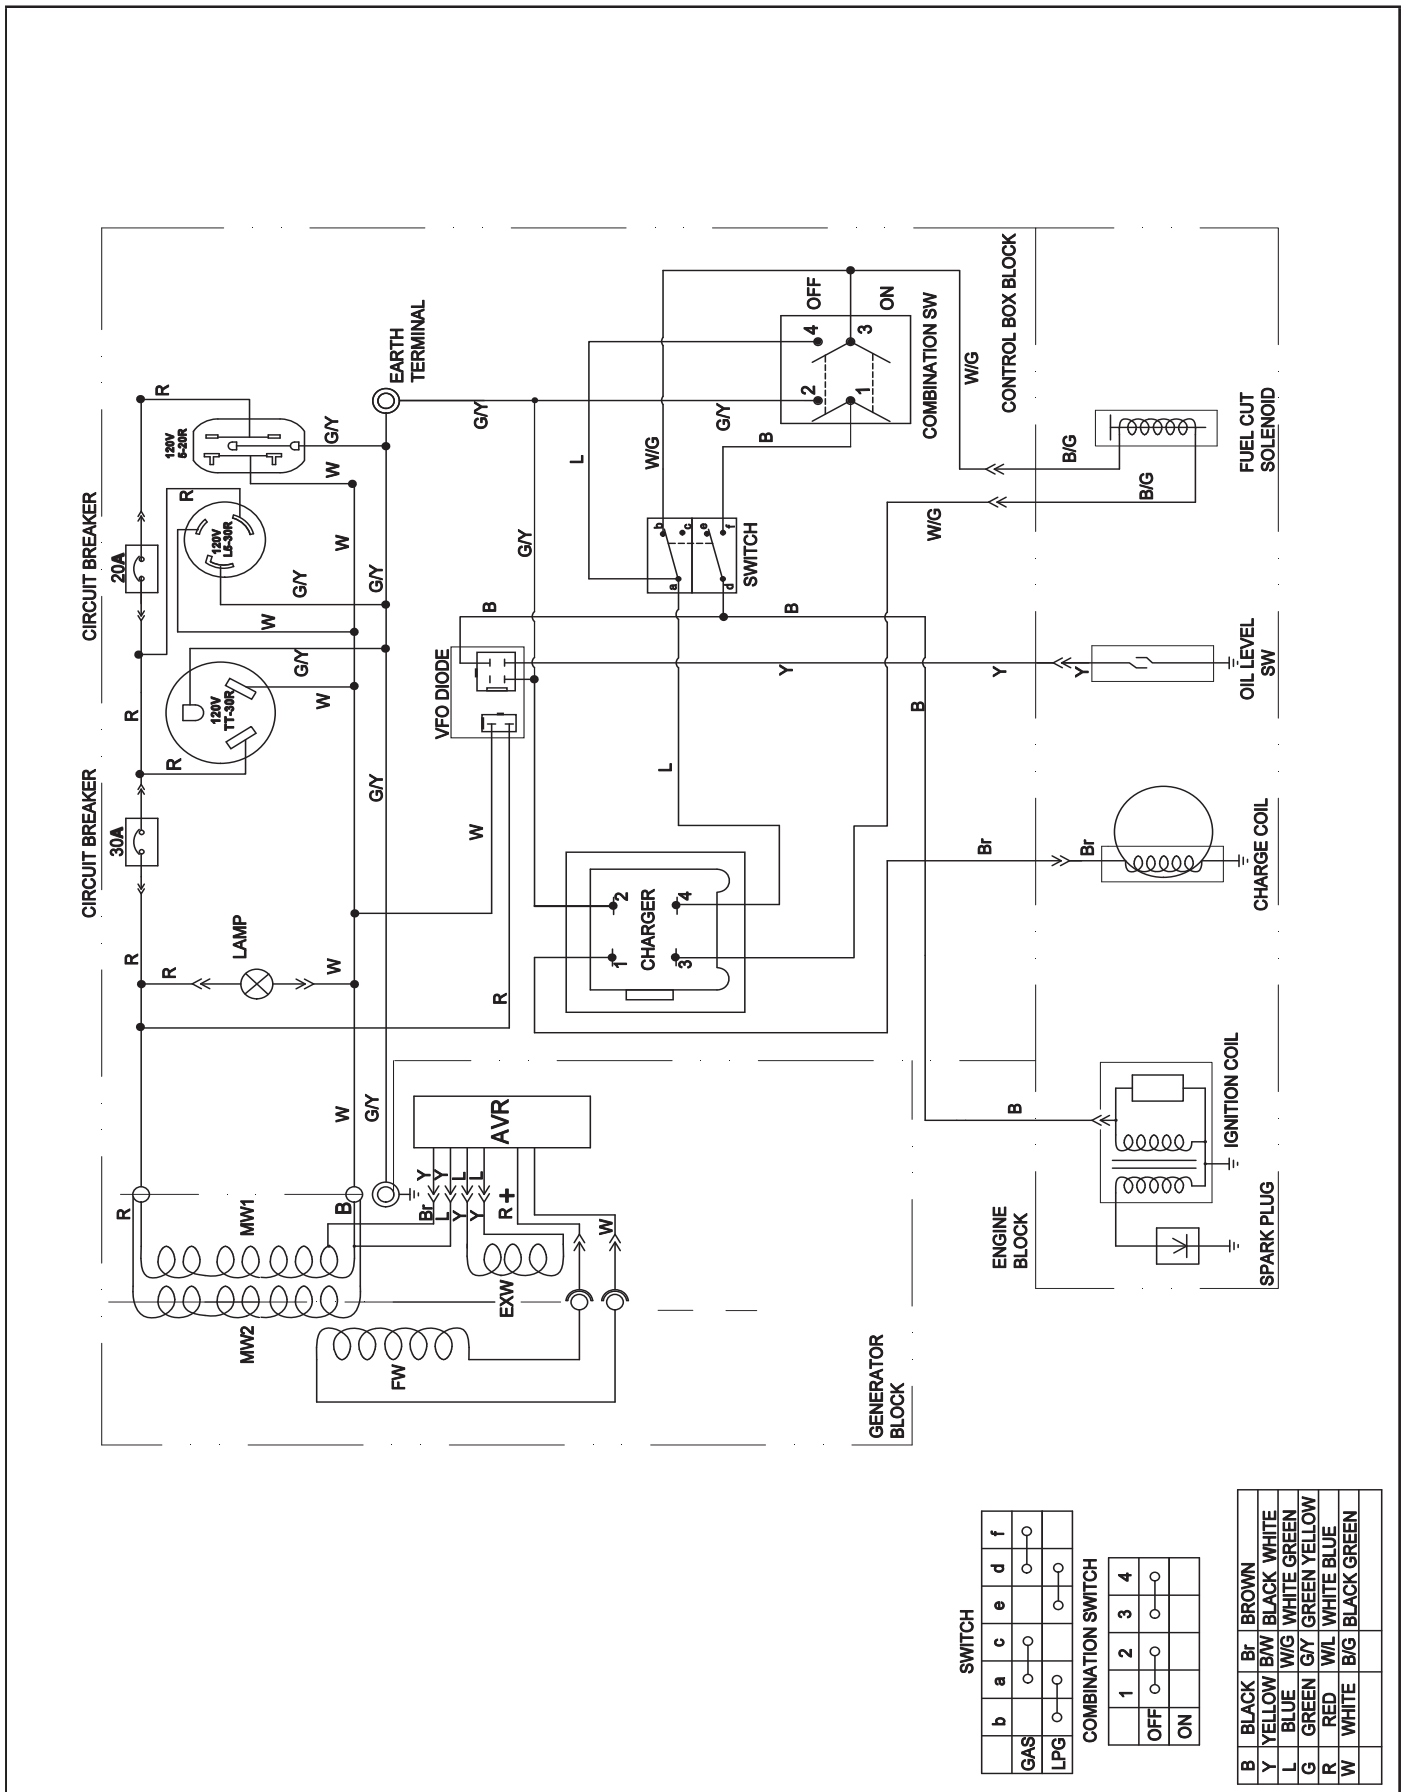 CIRCUIT BREAKER
20A
CIRCUIT BREAKER
30A
120V
5-20R
120V
L5-30R
120V
TT-30R
LAMP
EARTH
TERMINAL
R
G/Y
W
R
G/Y
W
W
G/Y
R
G/Y
W
R
G/Y
R
R
W
W
G/Y
R
VFO DIODE
B
W
R
G/Y
G/Y
L
W/G
G/Y
B
OFF
ON
4
3
2
1
COMBINATION SW
W/G
CONTROL BOX BLOCK
b
c
e
f
a
d
SWITCH
B
W/G
B
Y
L
Y
Y
Br
Br
B
B/G
B/G
FUEL CUT
SOLENOID
OIL LEVEL
SW
CHARGE COIL
IGNITION COIL
SPARK PLUG
ENGINE
BLOCK
CHARGER
2
4
1
3
AVR
Y
Y
L
L
Br
L
Y
Y
R
+
W
R
MW1
B
MW2
EXW
FW
GENERATOR
BLOCK
SWITCH
b a c e d f
GAS
LPG
COMBINATION SWITCH
1 2 3 4
OFF
ON
B BLACK Br BROWN
Y YELLOW B/W BLACK WHITE
L BLUE W/G WHITE GREEN
G GREEN G/Y GREEN YELLOW
R RED W/L WHITE BLUE
W WHITE B/G BLACK GREEN